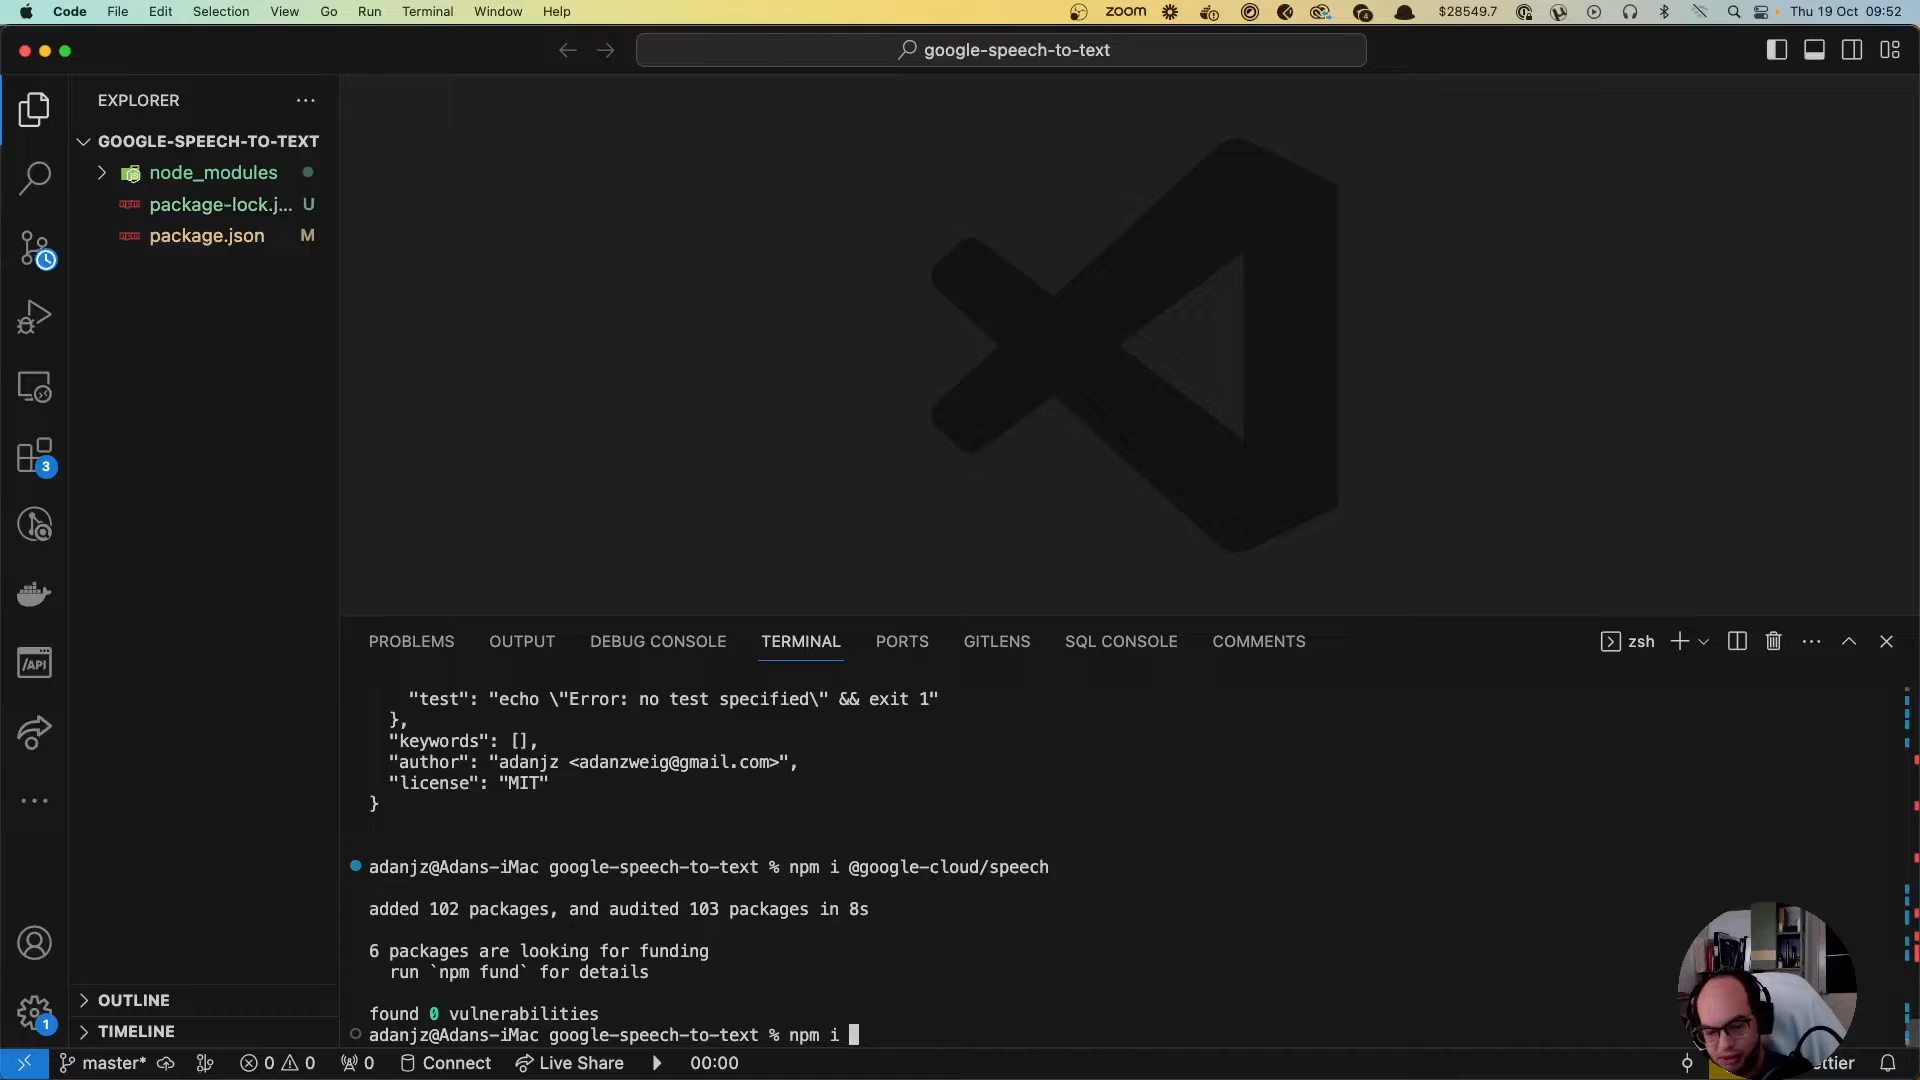 Code File Edit Selection View Go Run Terminal Window Help zoom 4 $28549.7 Thu 19 Oct 09:52
google-speech-to-text
EXPLORER
GOOGLE-SPEECH-TO-TEXT
node_modules
package-lock.j... U
package.json M
3
/API
1
OUTLINE
TIMELINE
PROBLEMS OUTPUT DEBUG CONSOLE TERMINAL PORTS GITLENS SQL CONSOLE COMMENTS zsh
"test": "echo \"Error: no test specified\" && exit 1"
},
"keywords": [],
"author": "adanjz <adanzweig@gmail.com>",
"license": "MIT"
}
adanjz@Adans-iMac google-speech-to-text % npm i @google-cloud/speech
added 102 packages, and audited 103 packages in 8s
6 packages are looking for funding
run `npm fund` for details
found 0 vulnerabilities
adanjz@Adans-iMac google-speech-to-text % npm i
master* 0 0 0 Connect Live Share 00:00 ettier